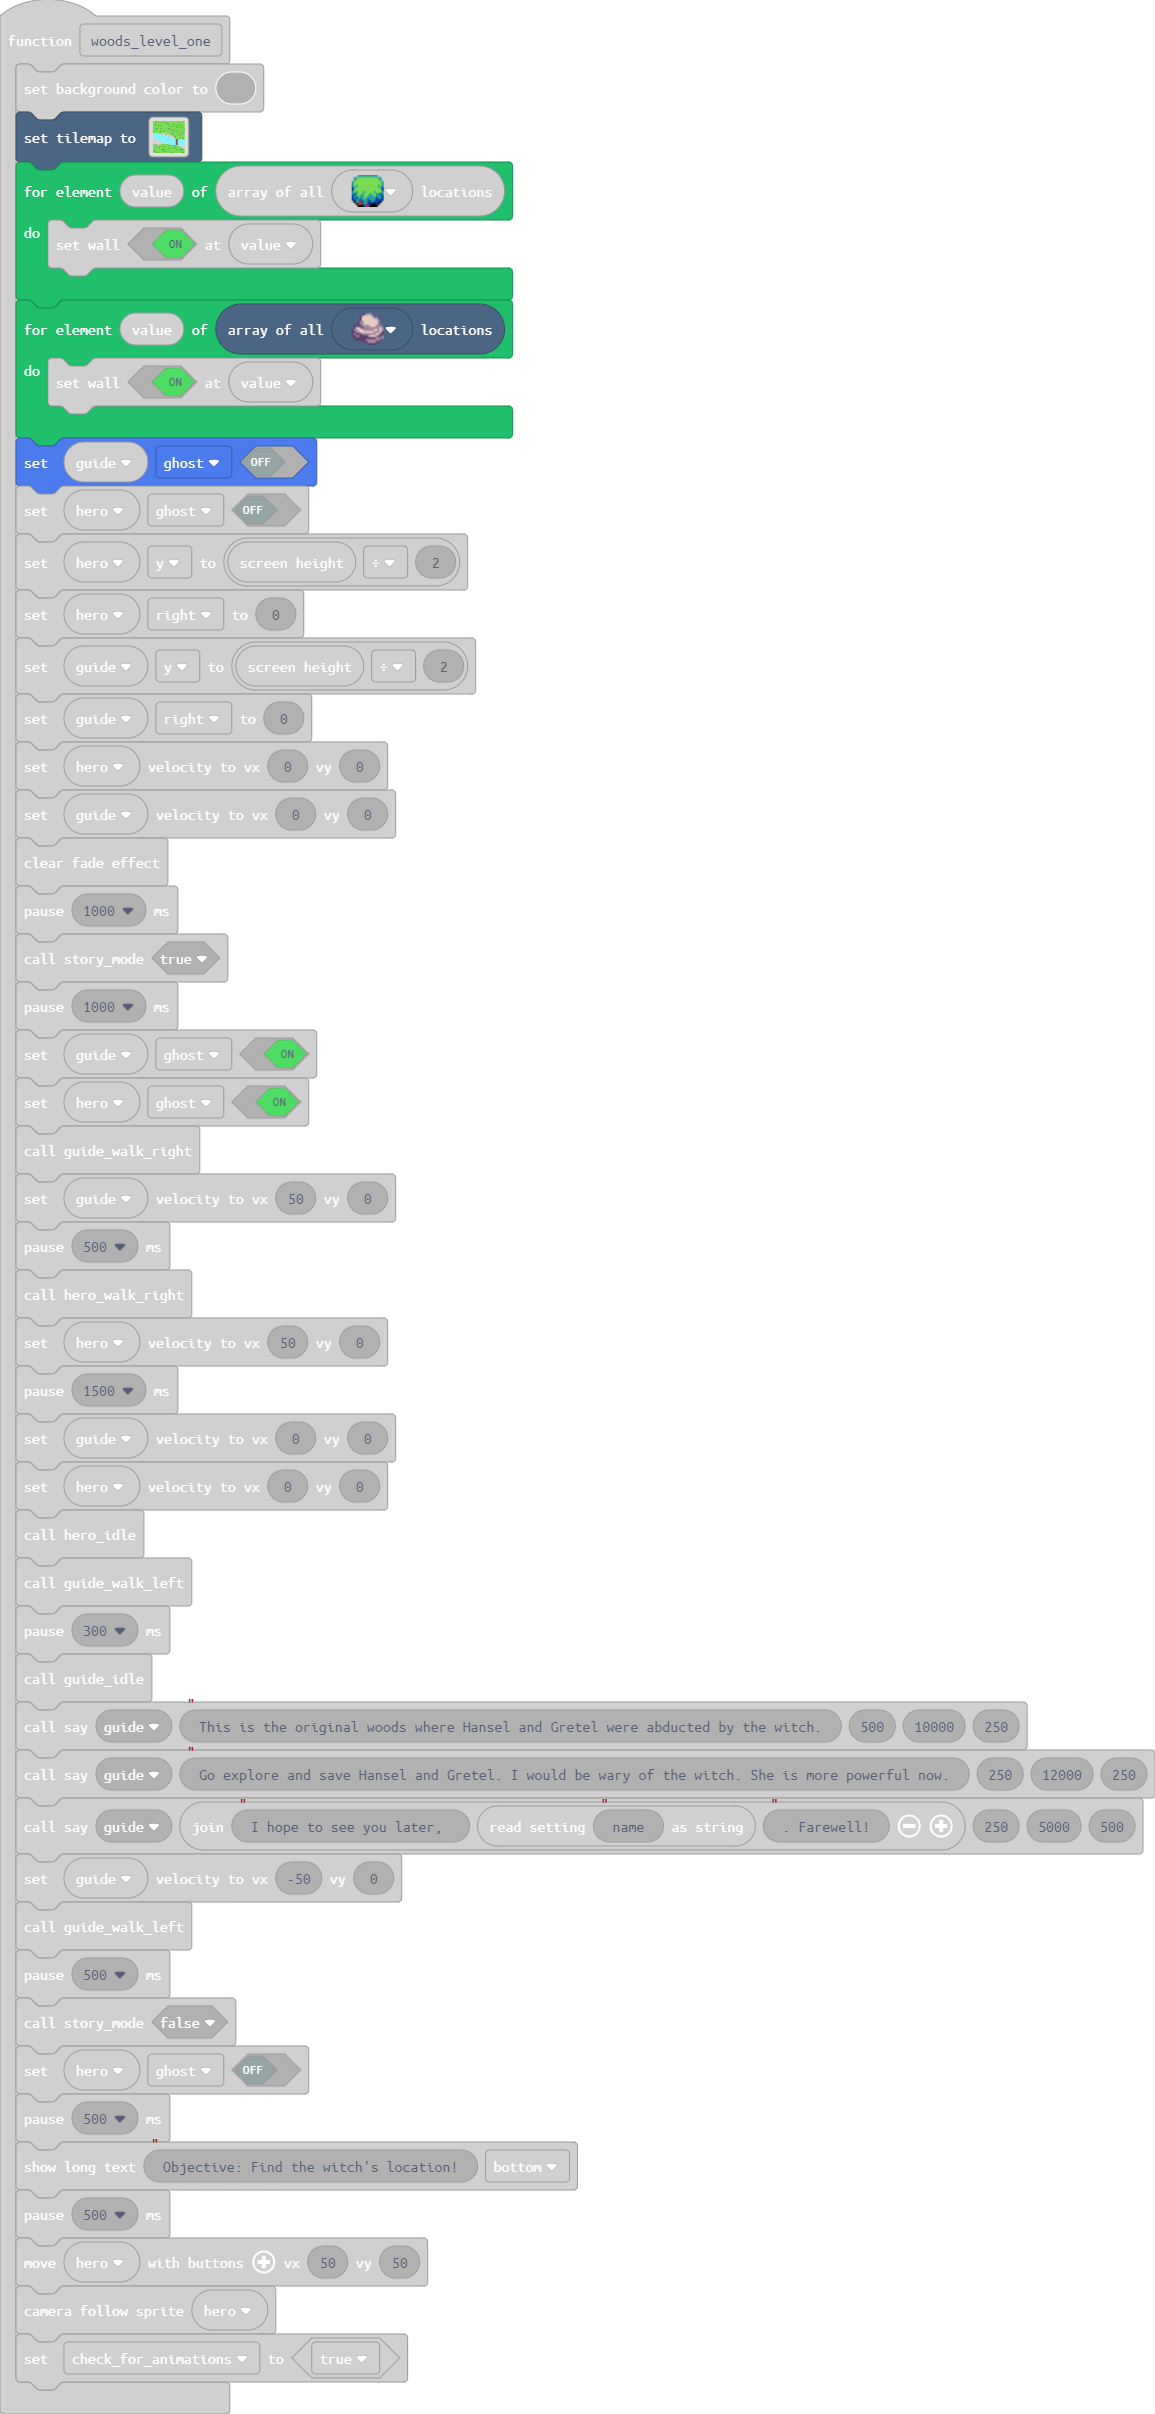 function woods_level_one
set background color to
set tilemap to
for element value of array of all locations
do set wall ON at value
for element value of array of all locations
do set wall ON at value
set guide ghost OFF
set hero ghost OFF
set hero y to screen height ÷ 2
set hero right to 0
set guide y to screen height ÷ 2
set guide right to 0
set hero velocity to vx 0 vy 0
set guide velocity to vx 0 vy 0
clear fade effect
pause 1000 ms
call story_mode true
pause 1000 ms
set guide ghost ON
set hero ghost ON
call guide_walk_right
set guide velocity to vx 50 vy 0
pause 500 ms
call hero_walk_right
set hero velocity to vx 50 vy 0
pause 1500 ms
set guide velocity to vx 0 vy 0
set hero velocity to vx 0 vy 0
call hero_idle
call guide_walk_left
pause 300 ms
call guide_idle
call say guide " This is the original woods where Hansel and Gretel were abducted by the witch. 500 10000 250
call say guide " Go explore and save Hansel and Gretel. I would be wary of the witch. She is more powerful now. 250 12000 250
call say guide join " I hope to see you later, read setting " name as string " . Farewell! 250 5000 500
set guide velocity to vx -50 vy 0
call guide_walk_left
pause 500 ms
call story_mode false
set hero ghost OFF
pause 500 ms
show long text " Objective: Find the witch's location! bottom
pause 500 ms
move hero with buttons vx 50 vy 50
camera follow sprite hero
set check_for_animations to true